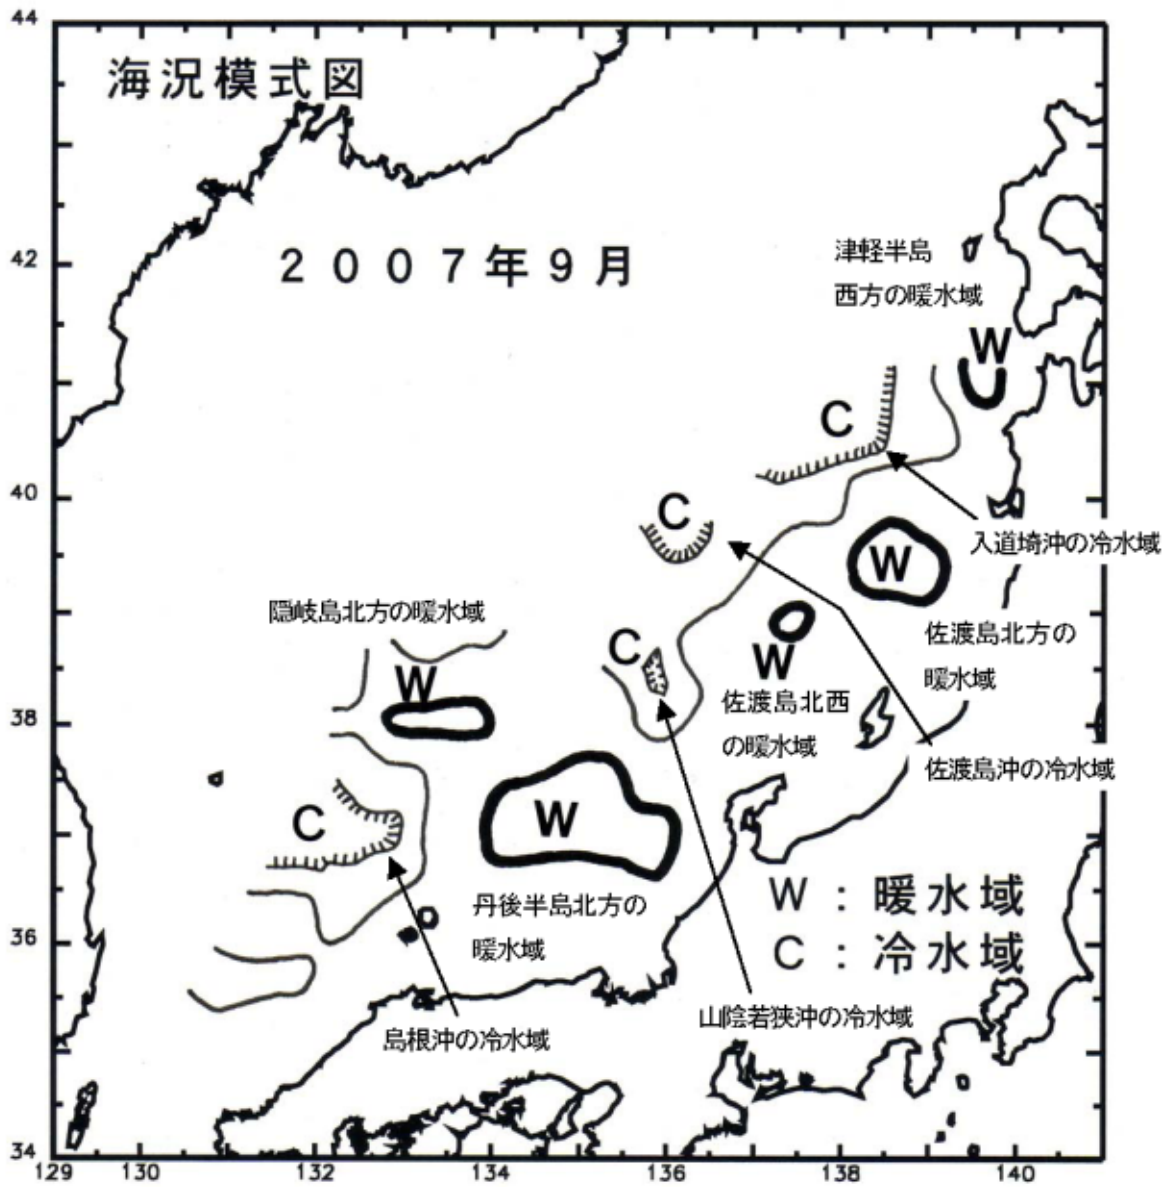 44
海況模式図
2007年9月
42
津軽半島
西方の暖水域
W
C
40
C
入道埼沖の冷水域
W
隠岐島北方の暖水域
佐渡島北方の
暖水域
C
W
W
佐渡島北西
の暖水域
38
佐渡島沖の冷水域
C
W
W:暖水域
丹後半島北方の
暖水域
36
C:冷水域
山陰若狭沖の冷水域
島根沖の冷水域
34
129 130 132 134 136 138 140